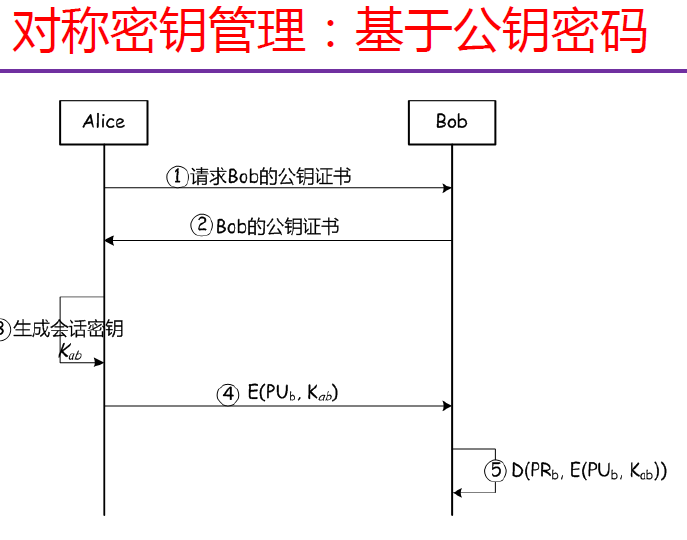 对称密钥管理：基于公钥密码
Alice
Bob
①请求Bob的公钥证书
②Bob的公钥证书
③生成会话密钥
Kab
④ E(PUb, Kab)
⑤ D(PRb, E(PUb, Kab))